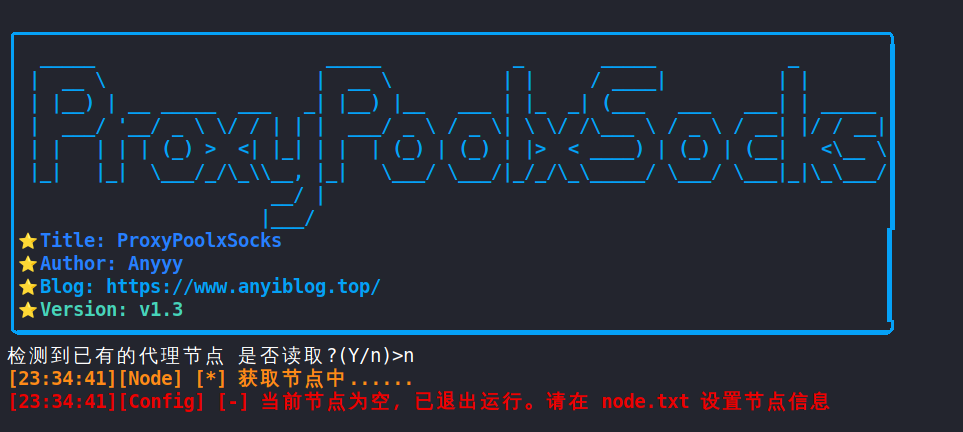 ProxyPoolxSocks
⭐Title: ProxyPoolxSocks
⭐Author: Anyyy
⭐Blog: https://www.anyiblog.top/
⭐Version: v1.3
检测到已有的代理节点 是否读取?(Y/n)>n
[23:34:41][Node] [*] 获取节点中......
[23:34:41][Config] [-] 当前节点为空, 已退出运行。请在 node.txt 设置节点信息